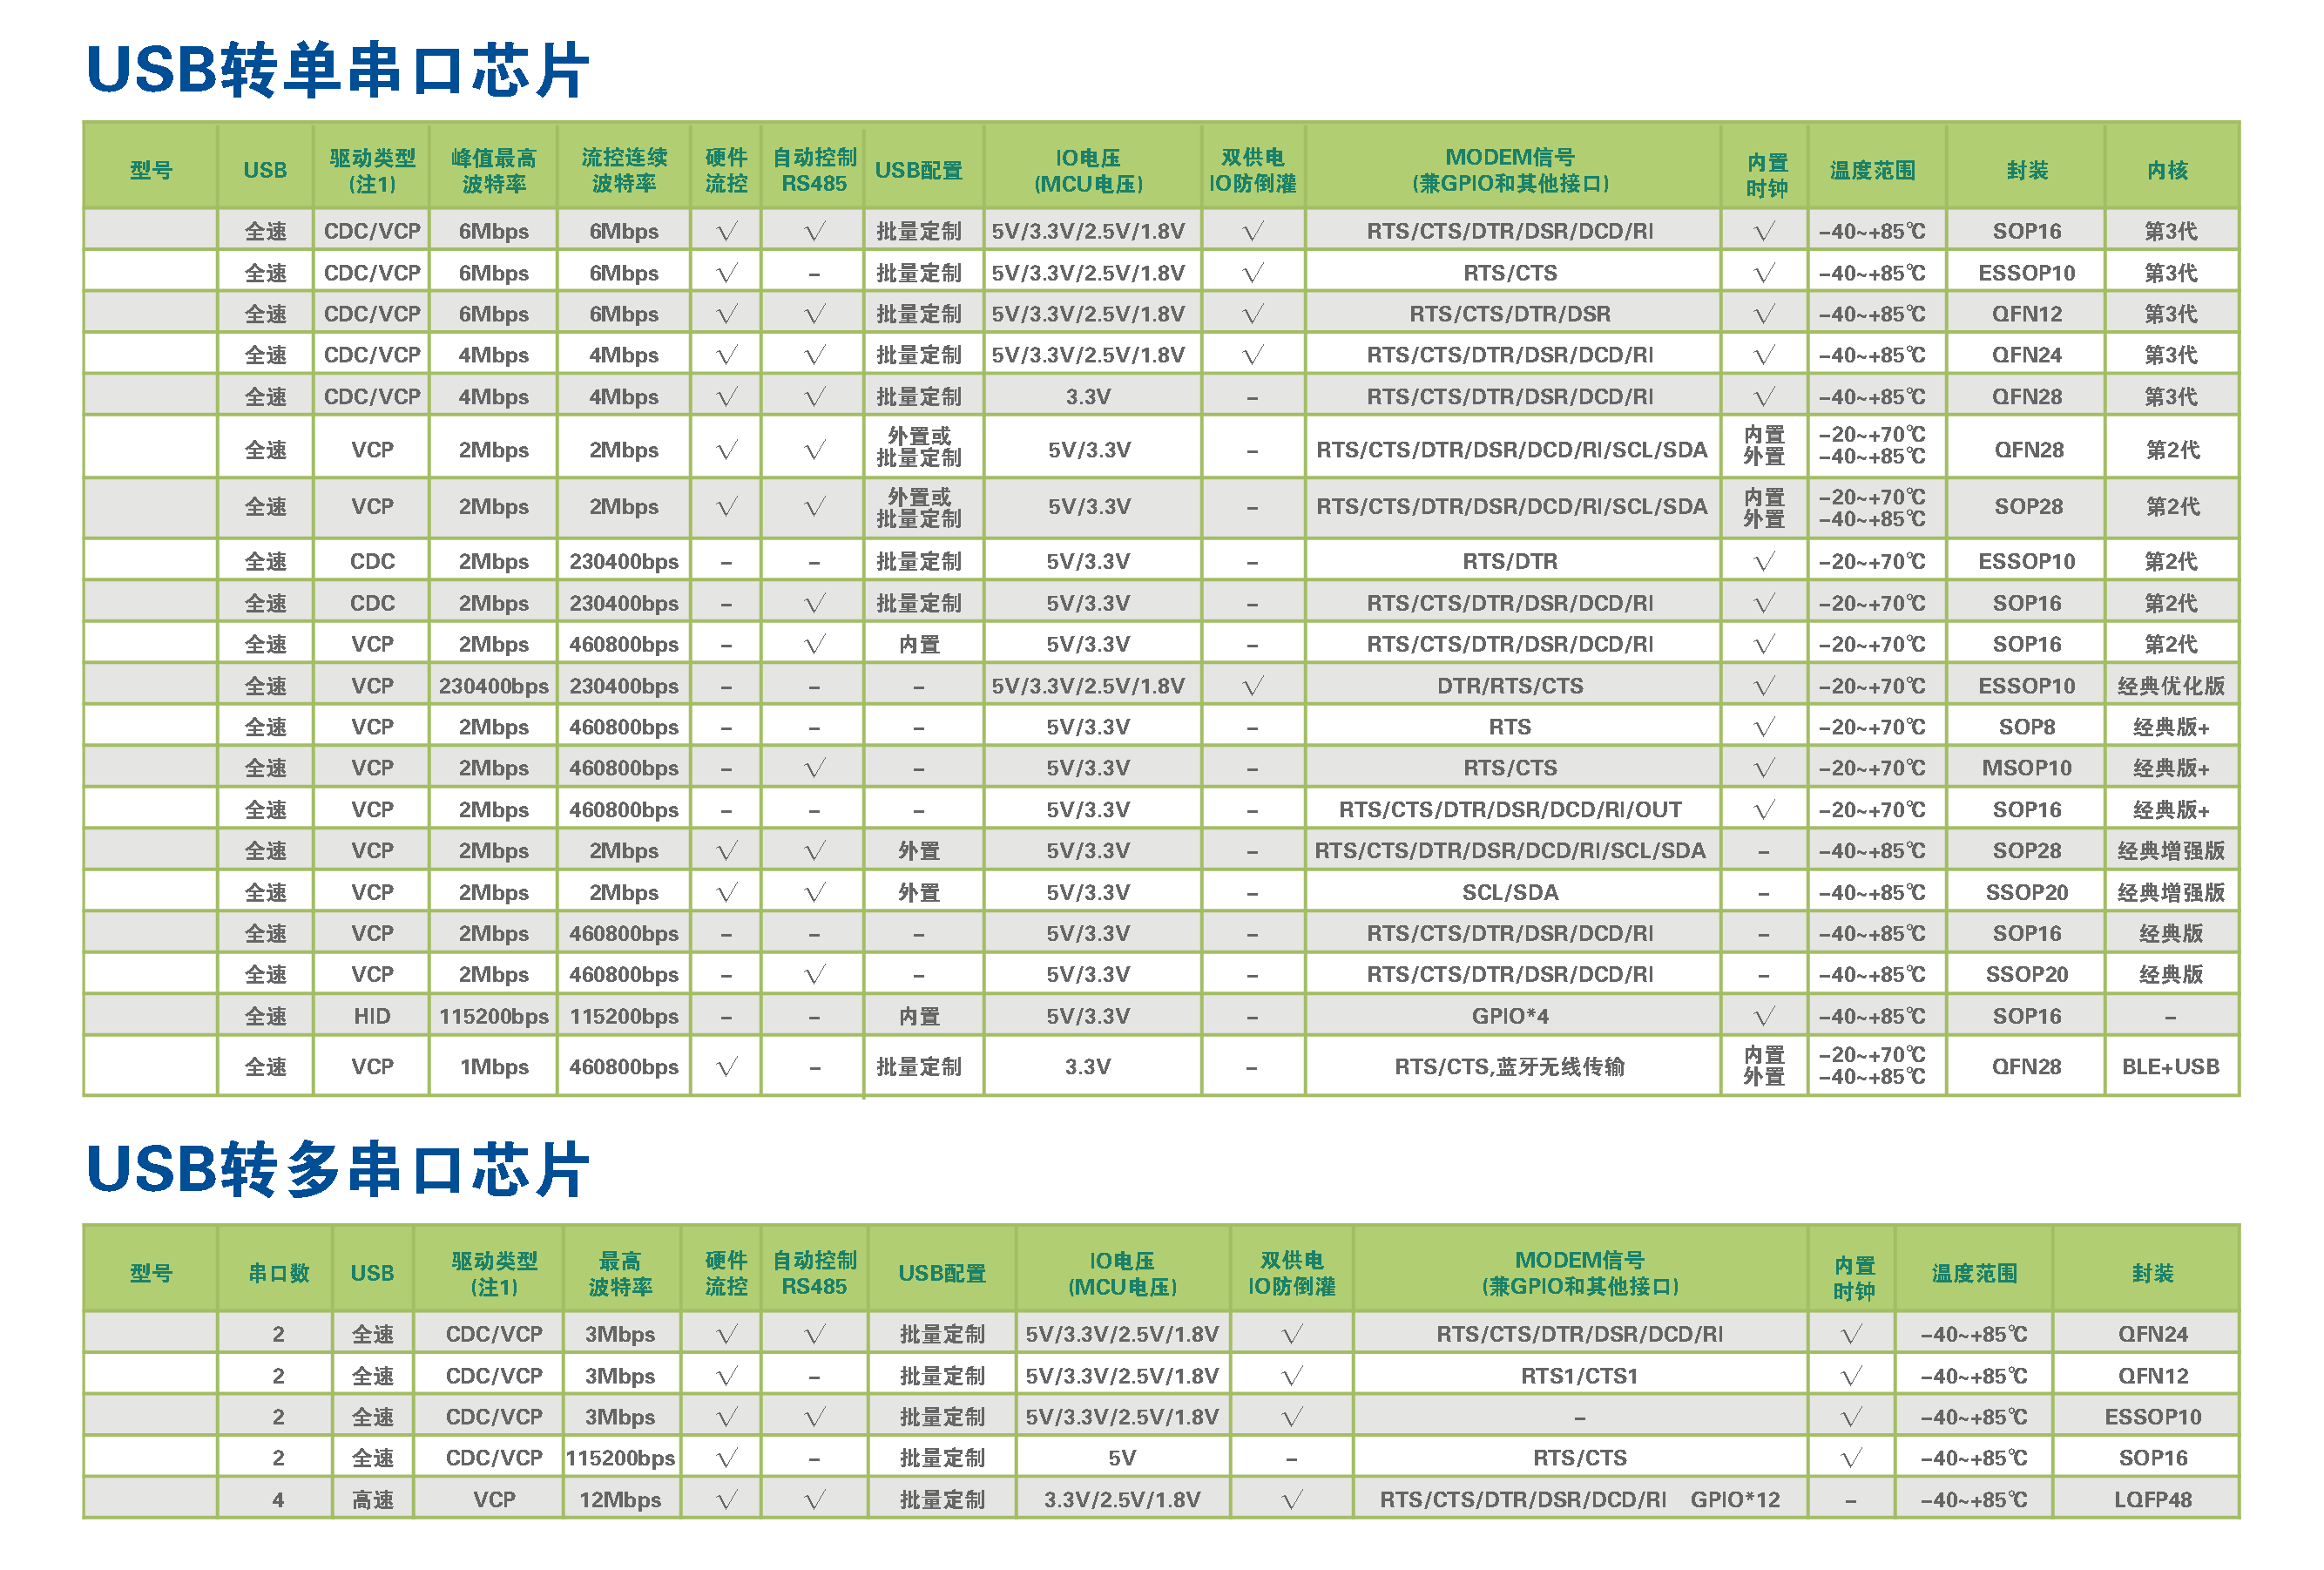 USB转单串口芯片
型号 USB 驱动类型(注1) 峰值最高波特率 流控连续波特率 硬件流控 自动控制RS485 USB配置 IO电压(MCU电压) 双供电IO防倒灌 MODEM信号(兼GPIO和其他接口) 内置时钟 温度范围 封装 内核
全速 CDC/VCP 6Mbps 6Mbps √ √ 批量定制 5V/3.3V/2.5V/1.8V √ RTS/CTS/DTR/DSR/DCD/RI √ -40~+85℃ SOP16 第3代
全速 CDC/VCP 6Mbps 6Mbps √ - 批量定制 5V/3.3V/2.5V/1.8V √ RTS/CTS √ -40~+85℃ ESSOP10 第3代
全速 CDC/VCP 6Mbps 6Mbps √ √ 批量定制 5V/3.3V/2.5V/1.8V √ RTS/CTS/DTR/DSR √ -40~+85℃ QFN12 第3代
全速 CDC/VCP 4Mbps 4Mbps √ √ 批量定制 5V/3.3V/2.5V/1.8V √ RTS/CTS/DTR/DSR/DCD/RI √ -40~+85℃ QFN24 第3代
全速 CDC/VCP 4Mbps 4Mbps √ √ 批量定制 3.3V - RTS/CTS/DTR/DSR/DCD/RI √ -40~+85℃ QFN28 第3代
全速 VCP 2Mbps 2Mbps √ √ 外置或批量定制 5V/3.3V - RTS/CTS/DTR/DSR/DCD/RI/SCL/SDA 内置 外置 -20~+70℃ -40~+85℃ QFN28 第2代
全速 VCP 2Mbps 2Mbps √ √ 外置或批量定制 5V/3.3V - RTS/CTS/DTR/DSR/DCD/RI/SCL/SDA 内置 外置 -20~+70℃ -40~+85℃ SOP28 第2代
全速 CDC 2Mbps 230400bps - - 批量定制 5V/3.3V - RTS/DTR √ -20~+70℃ ESSOP10 第2代
全速 CDC 2Mbps 230400bps - √ 批量定制 5V/3.3V - RTS/CTS/DTR/DSR/DCD/RI √ -20~+70℃ SOP16 第2代
全速 VCP 2Mbps 460800bps - √ 内置 5V/3.3V - RTS/CTS/DTR/DSR/DCD/RI √ -20~+70℃ SOP16 第2代
全速 VCP 230400bps 230400bps - - - 5V/3.3V/2.5V/1.8V √ DTR/RTS/CTS √ -20~+70℃ ESSOP10 经典优化版
全速 VCP 2Mbps 460800bps - - - 5V/3.3V - RTS √ -20~+70℃ SOP8 经典版+
全速 VCP 2Mbps 460800bps - √ - 5V/3.3V - RTS/CTS √ -20~+70℃ MSOP10 经典版+
全速 VCP 2Mbps 460800bps - - - 5V/3.3V - RTS/CTS/DTR/DSR/DCD/RI/OUT √ -20~+70℃ SOP16 经典版+
全速 VCP 2Mbps 2Mbps √ √ 外置 5V/3.3V - RTS/CTS/DTR/DSR/DCD/RI/SCL/SDA - -40~+85℃ SOP28 经典增强版
全速 VCP 2Mbps 2Mbps √ √ 外置 5V/3.3V - SCL/SDA - -40~+85℃ SSOP20 经典增强版
全速 VCP 2Mbps 460800bps - - - 5V/3.3V - RTS/CTS/DTR/DSR/DCD/RI - -40~+85℃ SOP16 经典版
全速 VCP 2Mbps 460800bps - √ - 5V/3.3V - RTS/CTS/DTR/DSR/DCD/RI - -40~+85℃ SSOP20 经典版
全速 HID 115200bps 115200bps - - 内置 5V/3.3V - GPIO*4 √ -40~+85℃ SOP16 -
全速 VCP 1Mbps 460800bps √ - 批量定制 3.3V - RTS/CTS,蓝牙无线传输 内置 外置 -20~+70℃ -40~+85℃ QFN28 BLE+USB
USB转多串口芯片
型号 串口数 USB 驱动类型(注1) 最高波特率 硬件流控 自动控制RS485 USB配置 IO电压(MCU电压) 双供电IO防倒灌 MODEM信号(兼GPIO和其他接口) 内置时钟 温度范围 封装
2 全速 CDC/VCP 3Mbps √ √ 批量定制 5V/3.3V/2.5V/1.8V √ RTS/CTS/DTR/DSR/DCD/RI √ -40~+85℃ QFN24
2 全速 CDC/VCP 3Mbps √ - 批量定制 5V/3.3V/2.5V/1.8V √ RTS1/CTS1 √ -40~+85℃ QFN12
2 全速 CDC/VCP 3Mbps √ √ 批量定制 5V/3.3V/2.5V/1.8V √ - √ -40~+85℃ ESSOP10
2 全速 CDC/VCP 115200bps √ - 批量定制 5V - RTS/CTS √ -40~+85℃ SOP16
4 高速 VCP 12Mbps √ √ 批量定制 3.3V/2.5V/1.8V √ RTS/CTS/DTR/DSR/DCD/RI GPIO*12 - -40~+85℃ LQFP48